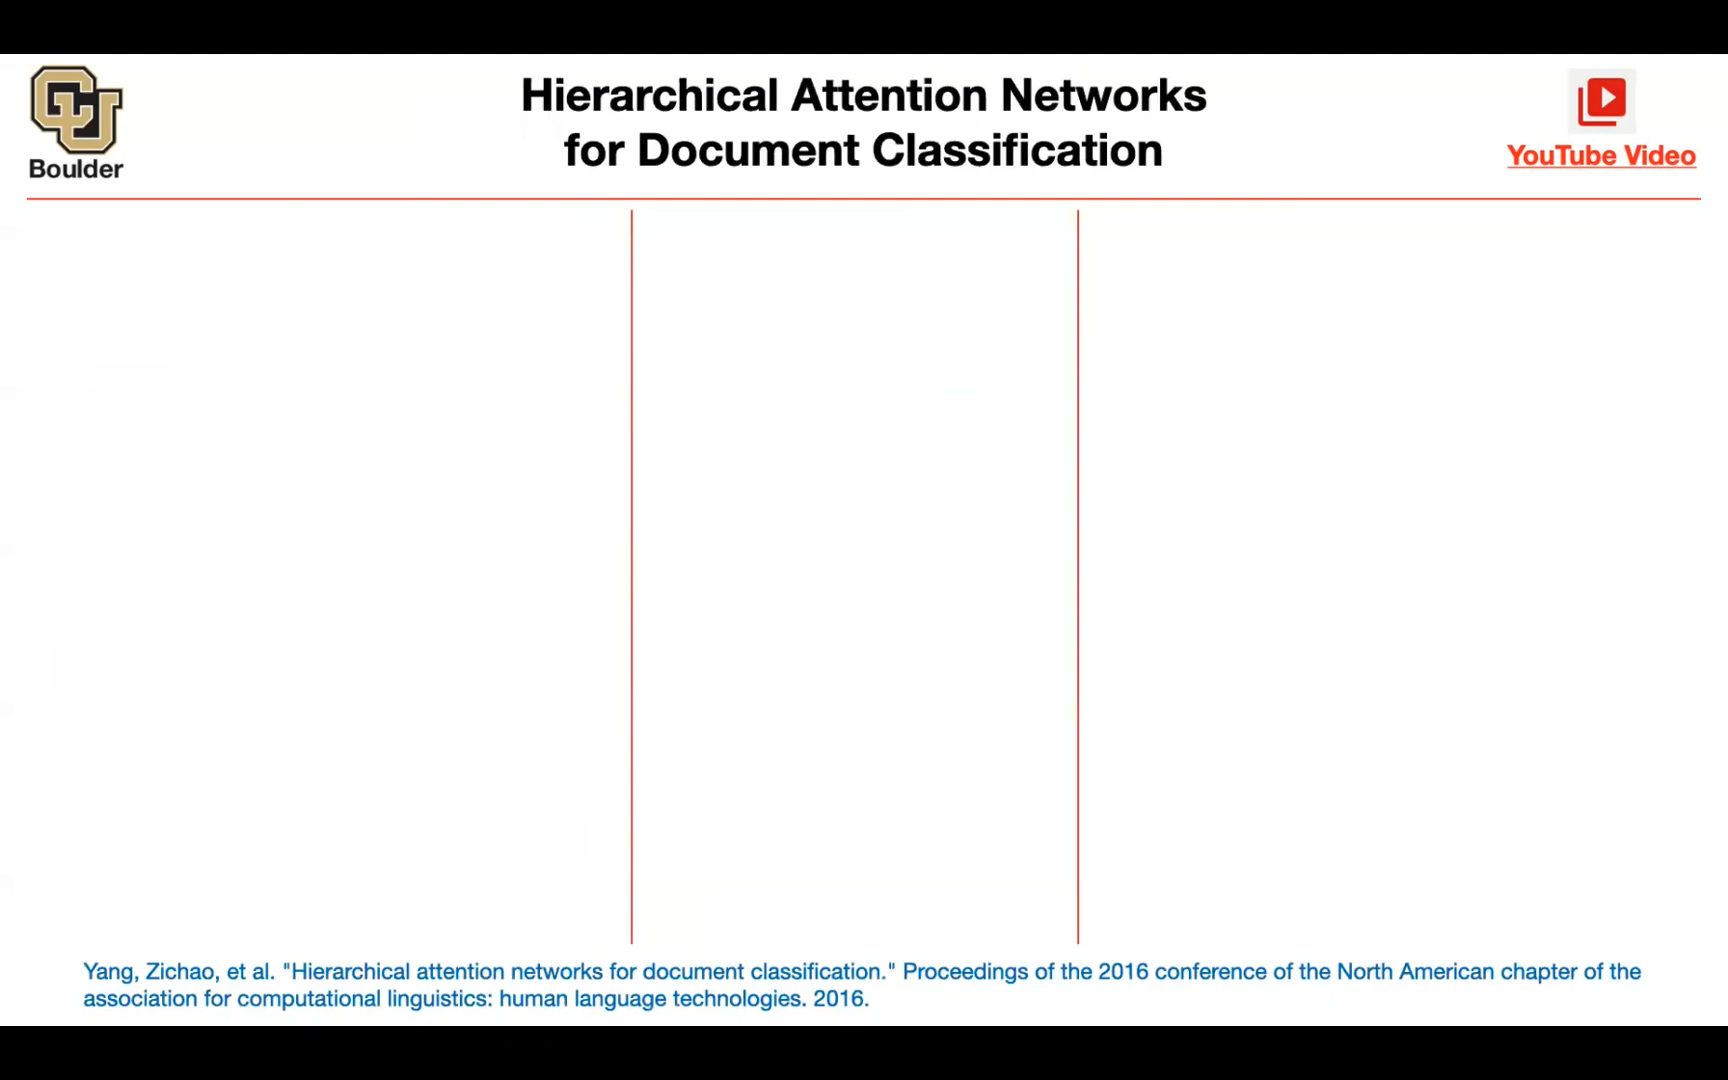 CU
Boulder
Hierarchical Attention Networks
for Document Classification
YouTube Video
Yang, Zichao, et al. "Hierarchical attention networks for document classification." Proceedings of the 2016 conference of the North American chapter of the
association for computational linguistics: human language technologies. 2016.